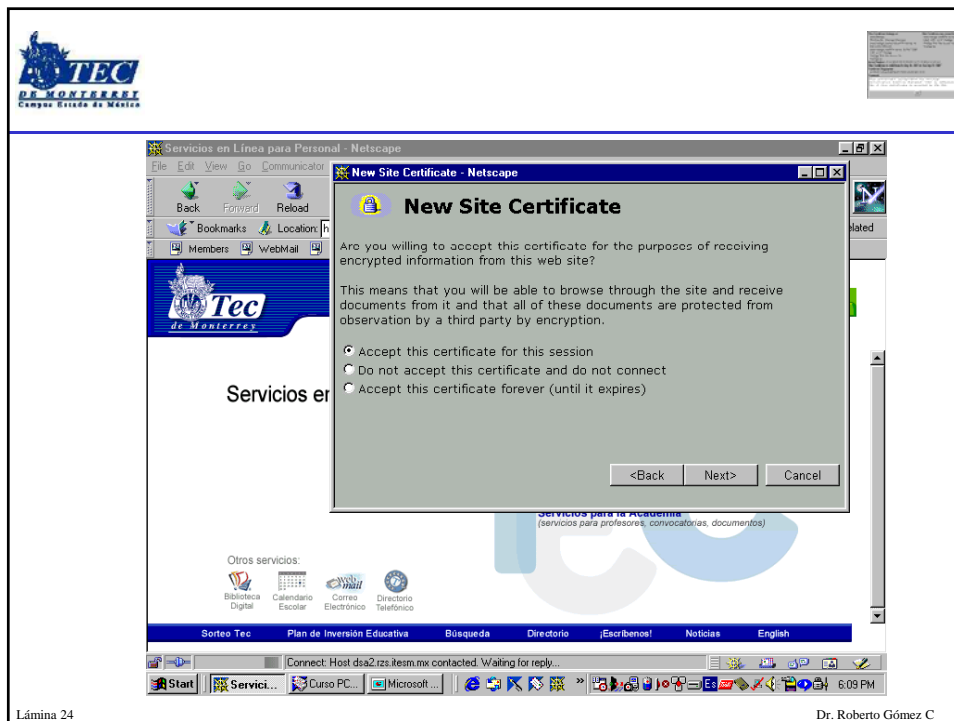 TEC
DE MONTERREY
Campus Estado de México
Servicios en Línea para Personal - Netscape
File Edit View Go Communicator
New Site Certificate - Netscape
Back Forward Reload
New Site Certificate
Bookmarks Location: h
elated
Members WebMail
Are you willing to accept this certificate for the purposes of receiving
encrypted information from this web site?
This means that you will be able to browse through the site and receive
documents from it and that all of these documents are protected from
observation by a third party by encryption.
Tec
de Monterrey
Accept this certificate for this session
Do not accept this certificate and do not connect
Accept this certificate forever (until it expires)
Servicios en
<Back Next> Cancel
Servicios para la Academia
(servicios para profesores, convocatorias, documentos)
Otros servicios:
web mail
Biblioteca Digital
Calendario Escolar
Correo Electrónico
Directorio Telefónico
Sorteo Tec Plan de Inversión Educativa Búsqueda Directorio ¡Escríbenos! Noticias English
Connect: Host dsa2.rzs.itesm.mx contacted. Waiting for reply...
Start Servici... Curso PC... Microsoft ... » Es 6:09 PM
Lámina 24 Dr. Roberto Gómez C